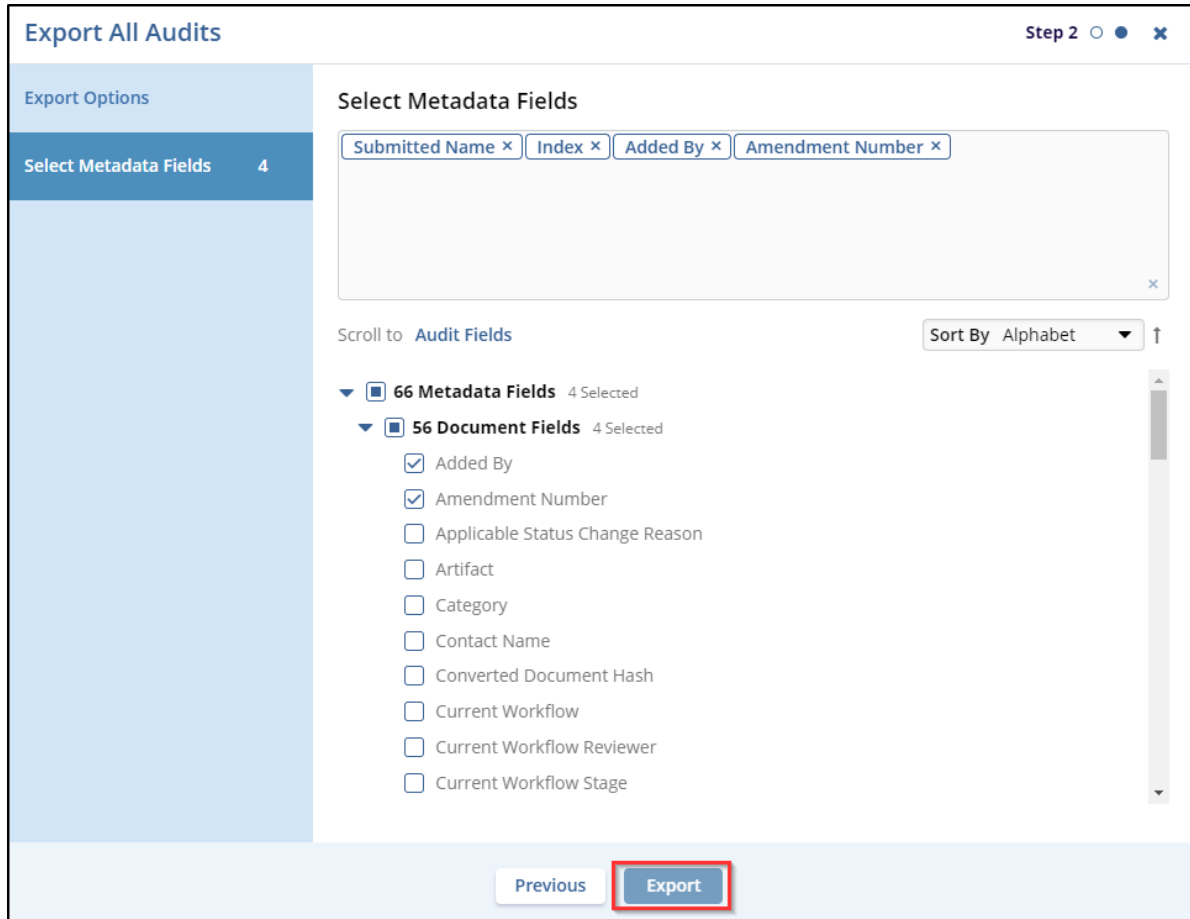 Export All Audits
Step 2
Export Options
Select Metadata Fields 4
Select Metadata Fields
Submitted Name × Index × Added By × Amendment Number ×
Scroll to Audit Fields
Sort By Alphabet
66 Metadata Fields 4 Selected
56 Document Fields 4 Selected
Added By
Amendment Number
Applicable Status Change Reason
Artifact
Category
Contact Name
Converted Document Hash
Current Workflow
Current Workflow Reviewer
Current Workflow Stage
Previous Export